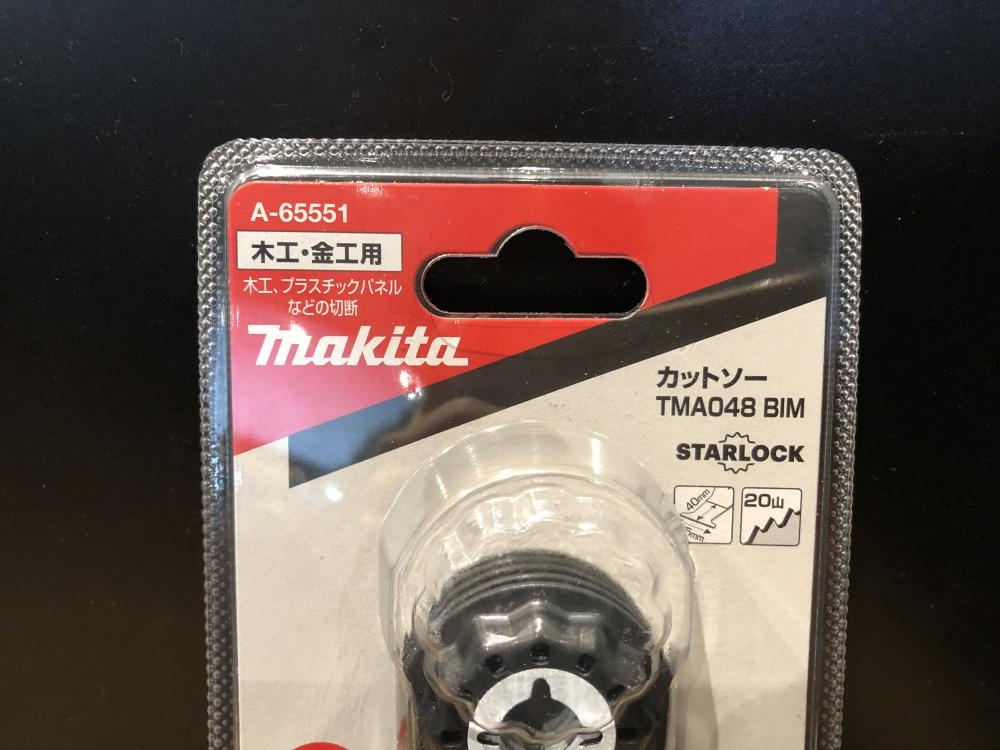 A-65551
木工・金工用
木工、プラスチックパネル
などの切断
makita
カットソー
TMA048 BIM
STARLOCK
40mm
20山